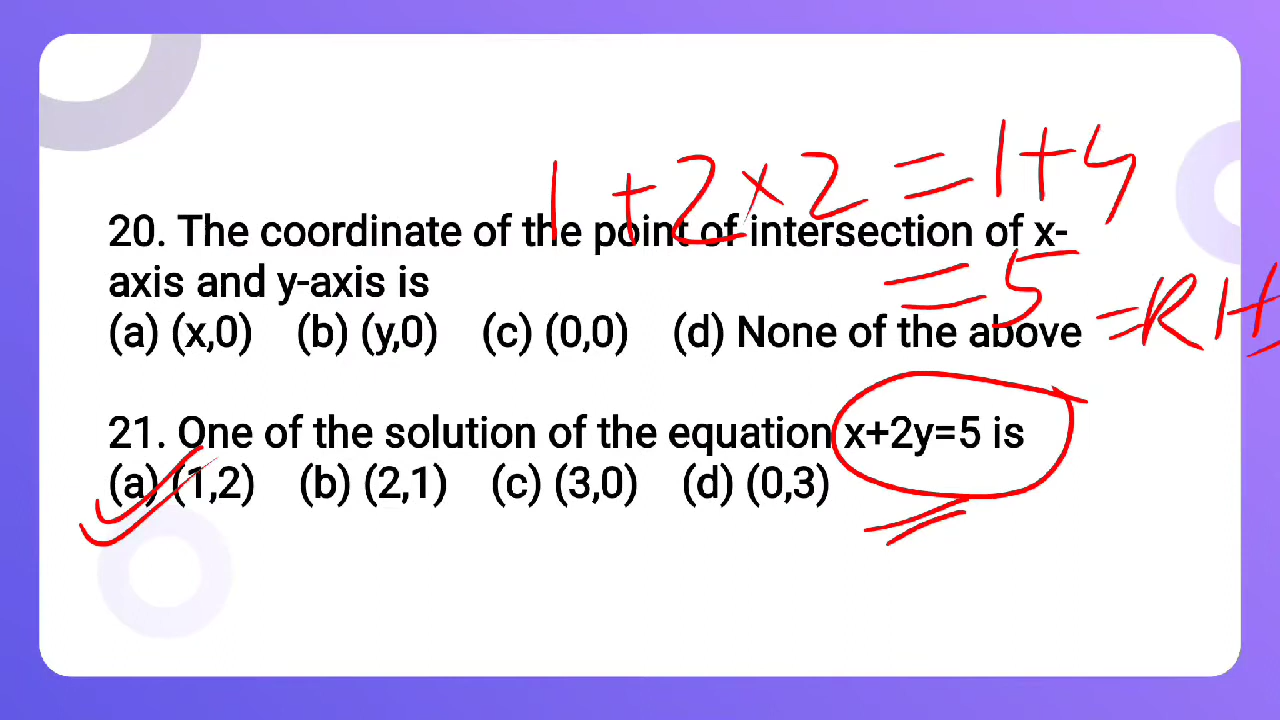 1+2×2=1+4
20. The coordinate of the point of intersection of x-
axis and y-axis is
=5
(a) (x,0) (b) (y,0) (c) (0,0) (d) None of the above
21. One of the solution of the equation x+2y=5 is
(a) (1,2) (b) (2,1) (c) (3,0) (d) (0,3)